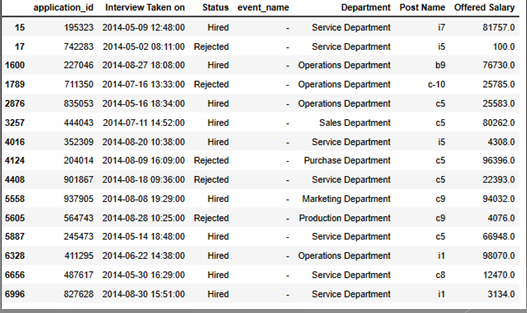 application_id Interview Taken on Status event_name Department Post Name Offered Salary
15 195323 2014-05-09 12:48:00 Hired - Service Department i7 81757.0
17 742283 2014-05-02 08:11:00 Rejected - Service Department i5 100.0
1600 227046 2014-08-27 18:08:00 Hired - Operations Department b9 76730.0
1789 711350 2014-07-16 13:33:00 Rejected - Operations Department c-10 25785.0
2876 835053 2014-05-16 18:34:00 Hired - Operations Department c5 25583.0
3257 444043 2014-07-11 14:52:00 Hired - Sales Department c5 80262.0
4016 352309 2014-08-20 10:38:00 Hired - Service Department i5 4308.0
4124 204014 2014-08-09 16:09:00 Rejected - Purchase Department c5 96396.0
4408 901867 2014-08-18 09:36:00 Rejected - Service Department c5 22393.0
5558 937905 2014-08-08 19:29:00 Hired - Marketing Department c9 94032.0
5605 564743 2014-08-28 10:25:00 Rejected - Production Department c9 4076.0
5887 245473 2014-05-14 18:48:00 Hired - Service Department c5 66948.0
6328 411295 2014-06-22 14:38:00 Hired - Operations Department i1 98070.0
6656 487617 2014-05-30 16:29:00 Hired - Service Department c8 12470.0
6996 827628 2014-08-30 15:51:00 Hired - Service Department i1 3134.0